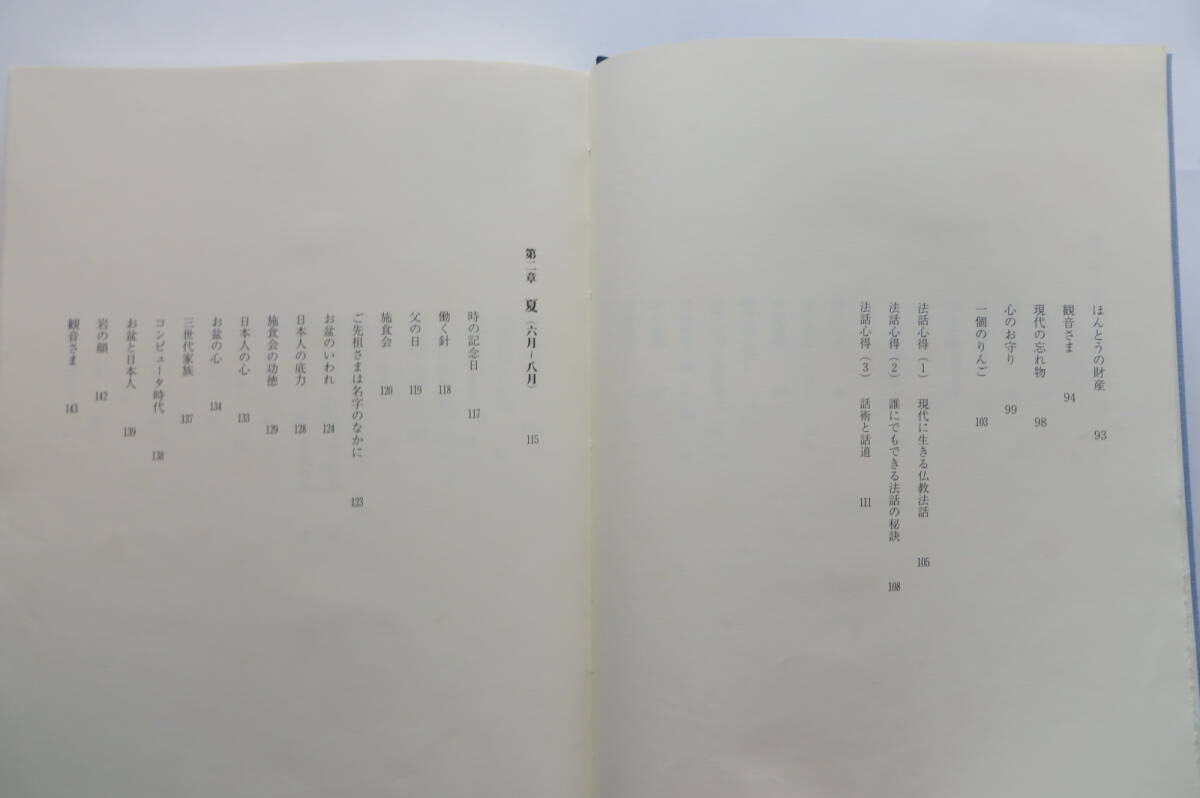 ほんとうの財産 93
観音さま 94
現代の忘れ物 98
心のお守り 99
一個のりんご 103
法話心得（1） 現代に生きる仏教法話 105
法話心得（2） 誰にでもできる法話の秘訣 108
法話心得（3） 話術と話道 111
第二章 夏（六月～八月） 115
時の記念日 117
働く針 118
父の日 119
施食会 120
ご先祖さまは名字のなかに 123
お盆のいわれ 124
日本人の底力 128
施食会の功徳 129
日本人の心 133
お盆の心 134
三世代家族 137
コンピュータ時代 138
お盆と日本人 139
岩の顔 142
観音さま 143